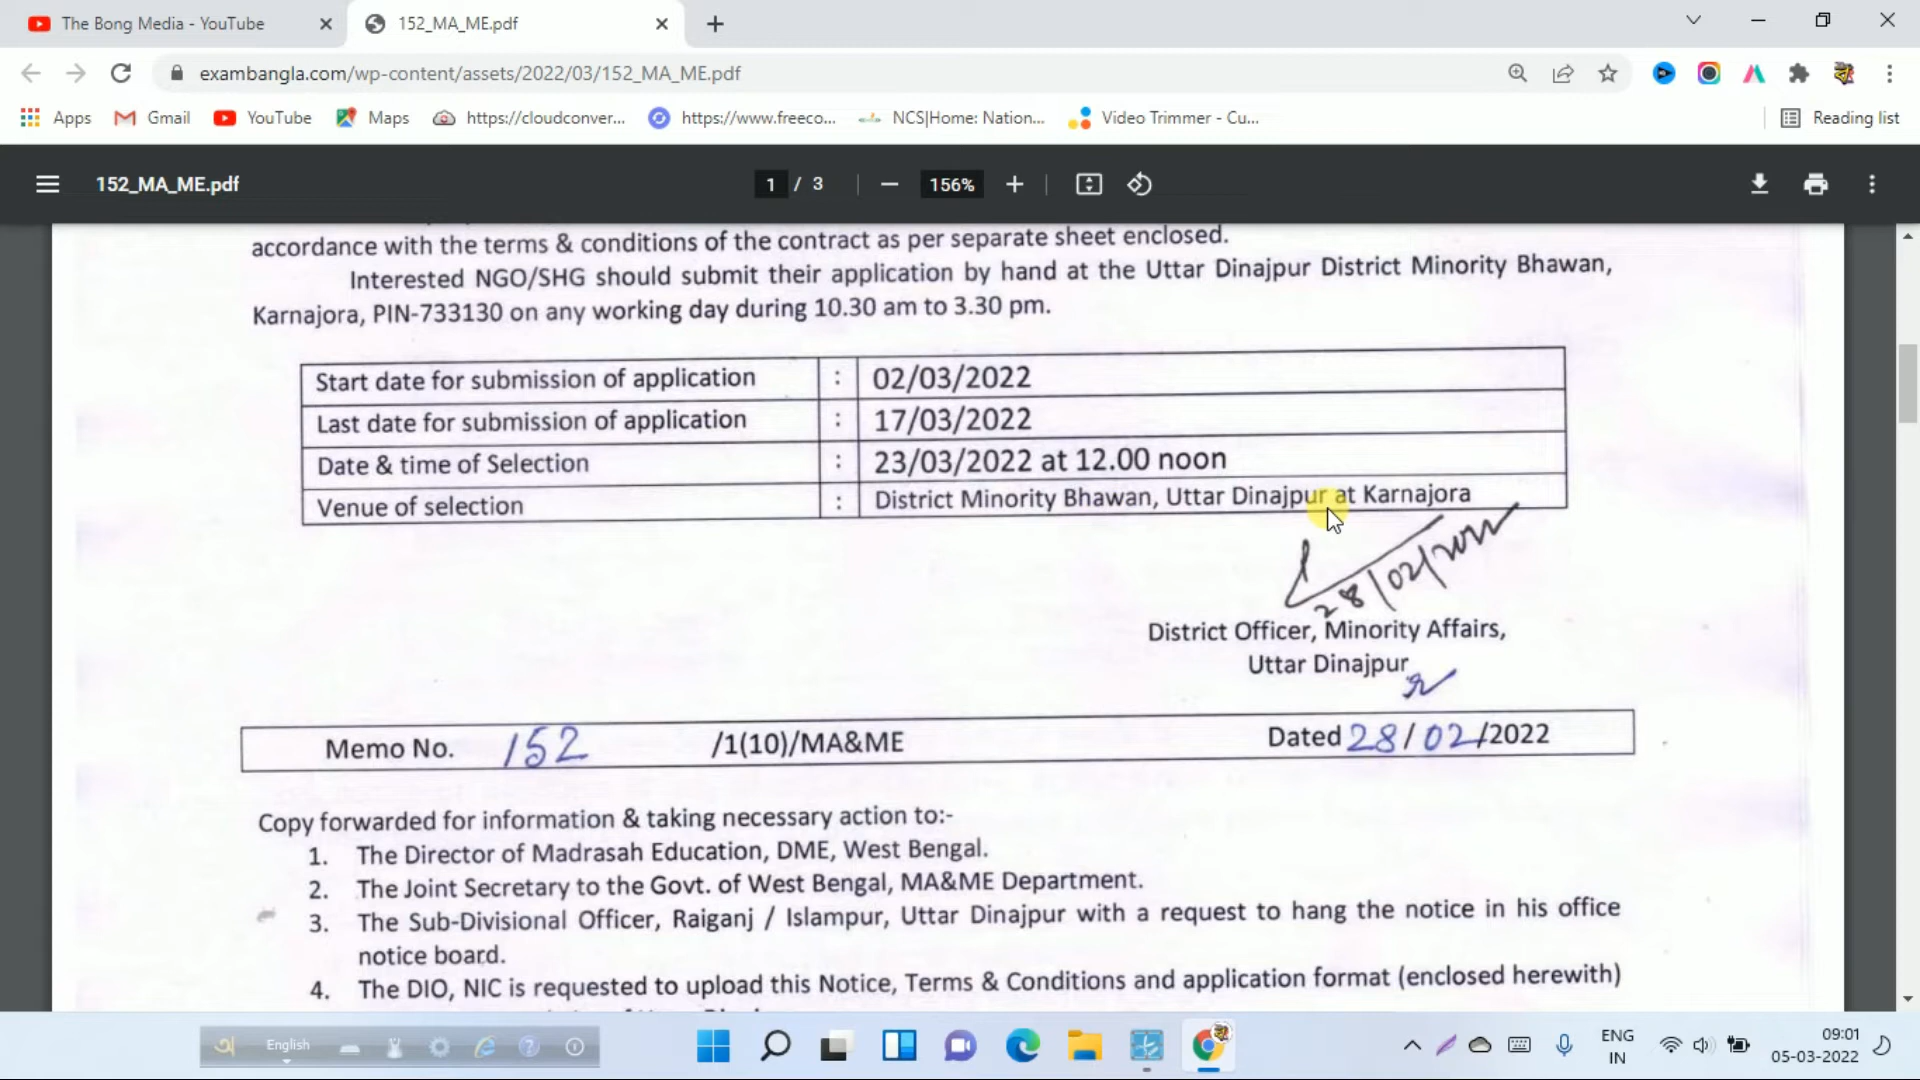 The Bong Media - YouTube
152_MA_ME.pdf
exambangla.com/wp-content/assets/2022/03/152_MA_ME.pdf
Apps
Gmail
YouTube
Maps
https://cloudconver...
https://www.freeco...
NCS|Home: Nation...
Video Trimmer - Cu...
Reading list
152_MA_ME.pdf
1 / 3
156%
accordance with the terms & conditions of the contract as per separate sheet enclosed.
Interested NGO/SHG should submit their application by hand at the Uttar Dinajpur District Minority Bhawan,
Karnajora, PIN-733130 on any working day during 10.30 am to 3.30 pm.
Start date for submission of application : 02/03/2022
Last date for submission of application : 17/03/2022
Date & time of Selection : 23/03/2022 at 12.00 noon
Venue of selection : District Minority Bhawan, Uttar Dinajpur at Karnajora
28/02/2022
District Officer, Minority Affairs,
Uttar Dinajpur
Memo No. 152 /1(10)/MA&ME Dated 28/02/2022
Copy forwarded for information & taking necessary action to:-
1. The Director of Madrasah Education, DME, West Bengal.
2. The Joint Secretary to the Govt. of West Bengal, MA&ME Department.
3. The Sub-Divisional Officer, Raiganj / Islampur, Uttar Dinajpur with a request to hang the notice in his office
notice board.
4. The DIO, NIC is requested to upload this Notice, Terms & Conditions and application format (enclosed herewith)
অ English
ENG
IN
09:01
05-03-2022